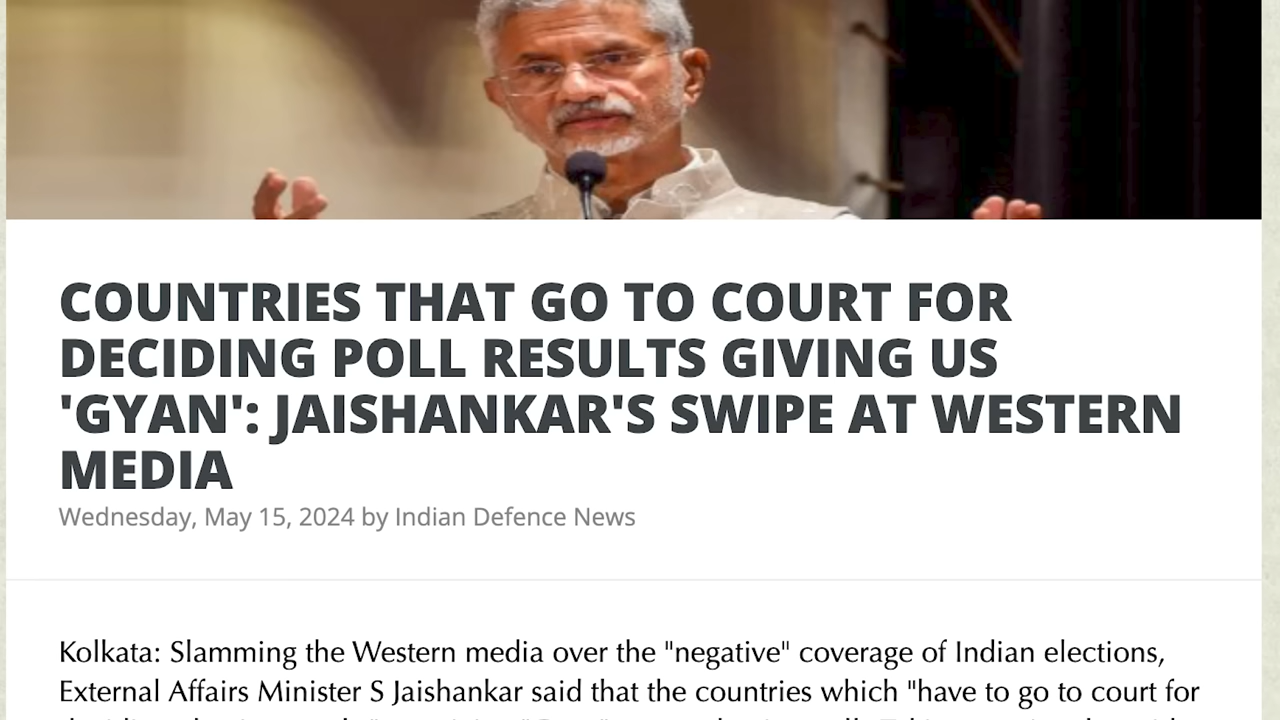 COUNTRIES THAT GO TO COURT FOR
DECIDING POLL RESULTS GIVING US
'GYAN': JAISHANKAR'S SWIPE AT WESTERN
MEDIA
Wednesday, May 15, 2024 by Indian Defence News
Kolkata: Slamming the Western media over the "negative" coverage of Indian elections,
External Affairs Minister S Jaishankar said that the countries which "have to go to court for